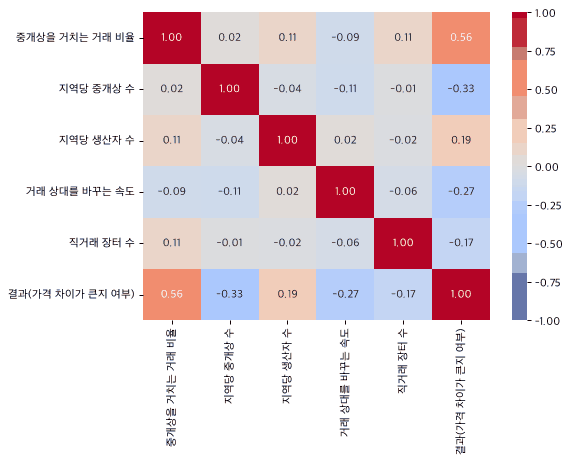 중개상을 거치는 거래 비율 1.00 0.02 0.11 -0.09 0.11 0.56
지역당 중개상 수 0.02 1.00 -0.04 -0.11 -0.01 -0.33
지역당 생산자 수 0.11 -0.04 1.00 0.02 -0.02 0.19
거래 상대를 바꾸는 속도 -0.09 -0.11 0.02 1.00 -0.06 -0.27
직거래 장터 수 0.11 -0.01 -0.02 -0.06 1.00 -0.17
결과(가격 차이가 큰지 여부) 0.56 -0.33 0.19 -0.27 -0.17 1.00
중개상을 거치는 거래 비율
지역당 중개상 수
지역당 생산자 수
거래 상대를 바꾸는 속도
직거래 장터 수
결과(가격 차이가 큰지 여부)
1.00
0.75
0.50
0.25
0.00
-0.25
-0.50
-0.75
-1.00